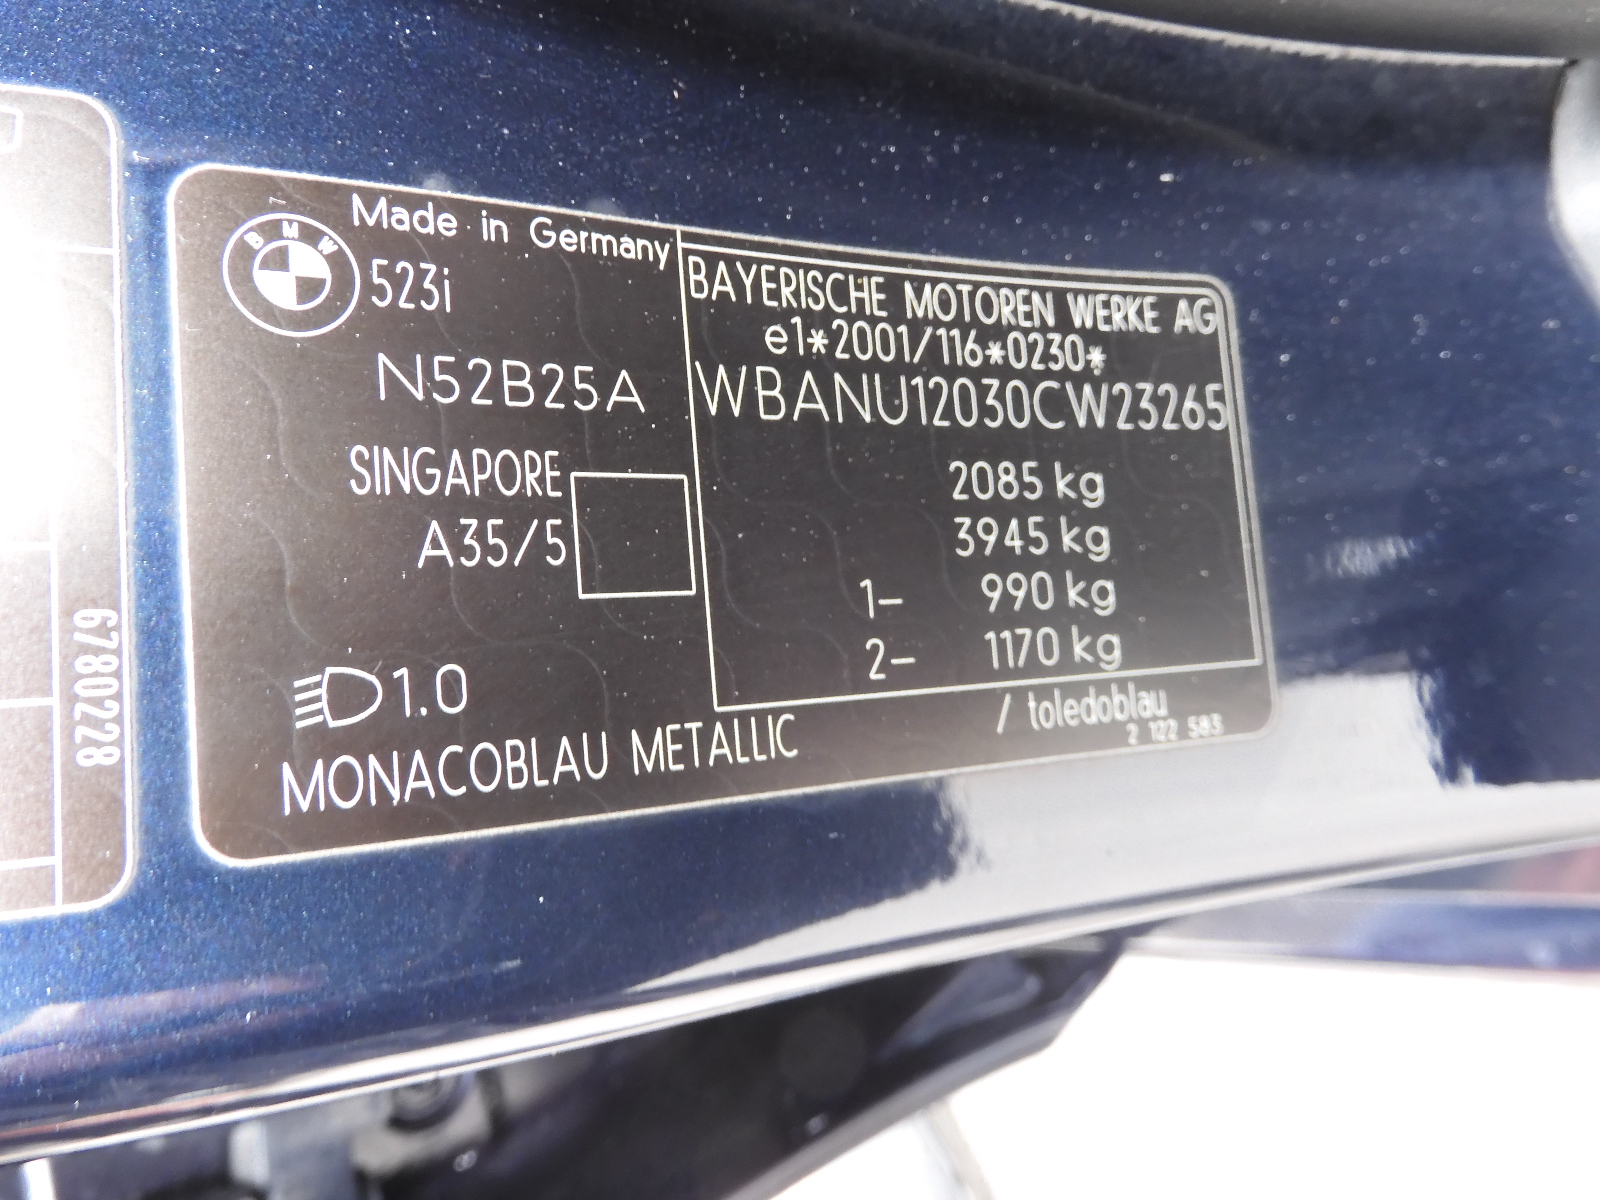 Made in Germany
BMW
523i
N52B25A
SINGAPORE
A35/5
1.0
MONACOBLAU METALLIC
BAYERISCHE MOTOREN WERKE AG
e1*2001/116*0230*
WBANU12030CW23265
2085 kg
3945 kg
1– 990 kg
2– 1170 kg
/ toledoblau
2 122 583
6780228